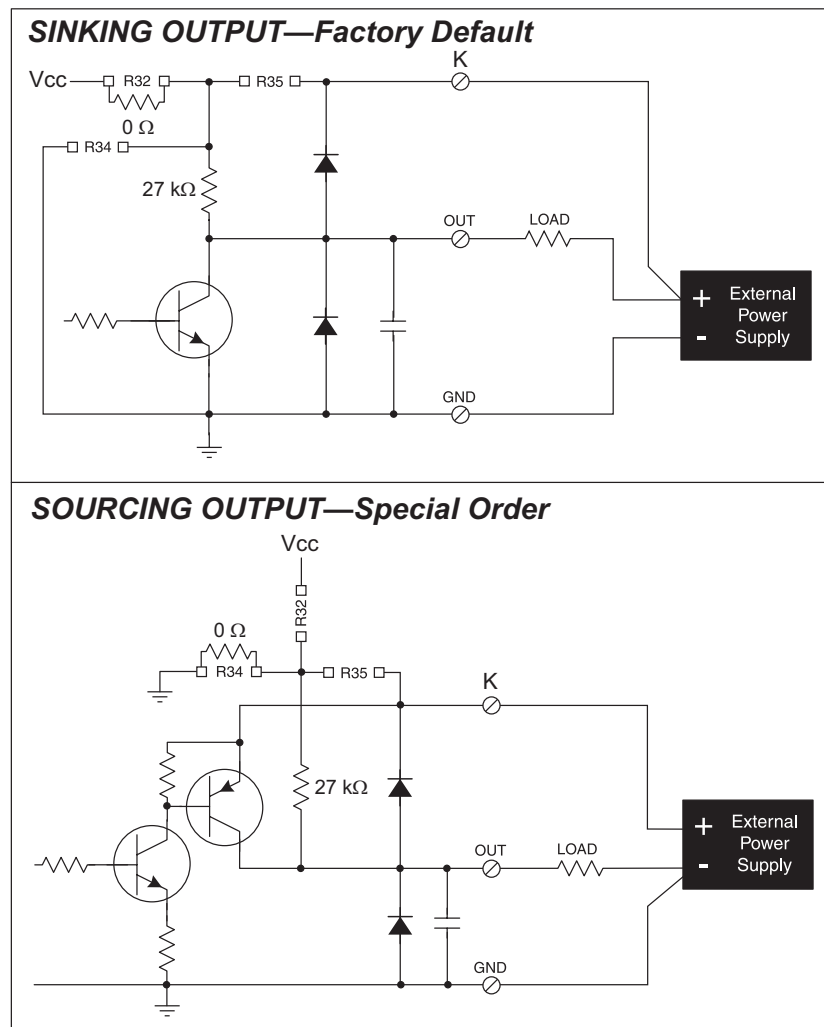 SINKING OUTPUT—Factory Default
K
Vcc
R32
R35
0 Ω
R34
27 kΩ
OUT
LOAD
+ External
Power
- Supply
GND
SOURCING OUTPUT—Special Order
Vcc
R32
0 Ω
R34
R35
K
27 kΩ
+ External
OUT
LOAD
Power
- Supply
GND